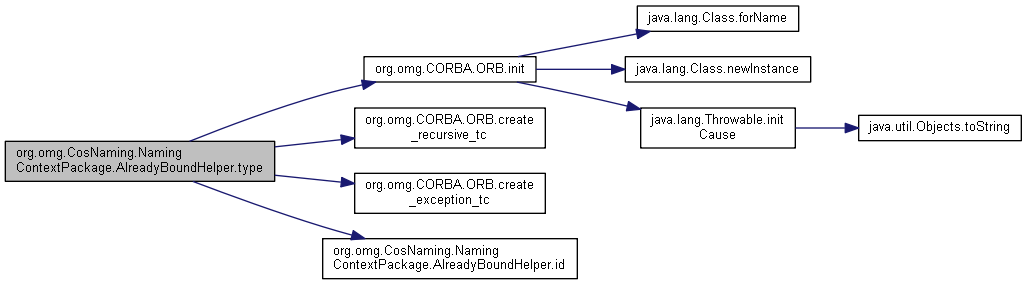 org.omg.CosNaming.Naming
ContextPackage.AlreadyBoundHelper.type
org.omg.CORBA.ORB.init
java.lang.Class.forName
java.lang.Class.newInstance
java.lang.Throwable.init
Cause
java.util.Objects.toString
org.omg.CORBA.ORB.create
_recursive_tc
org.omg.CORBA.ORB.create
_exception_tc
org.omg.CosNaming.Naming
ContextPackage.AlreadyBoundHelper.id